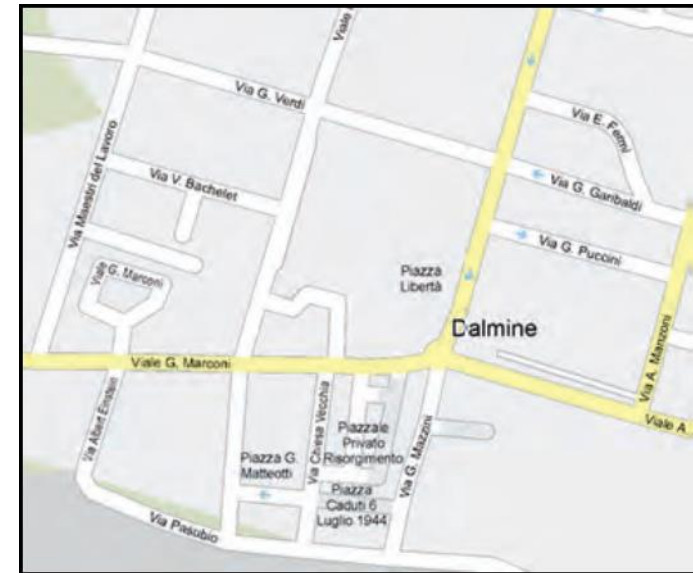 Viale
Via G. Verdi
Via E. Fermi
Via Maestri del Lavoro
Via V. Bachelet
Via G. Garibaldi
Via G. Puccini
Viale G. Marconi
Piazza
Libertà
Dalmine
Via A. Manzoni
Viale G. Marconi
Viale A.
Via Albert Einstein
Via Chiesa Vecchia
Piazzale
Privato
Risorgimento
Via G. Mazzini
Piazza G.
Matteotti
Piazza
Caduti 6
Luglio 1944
Via Pasubio